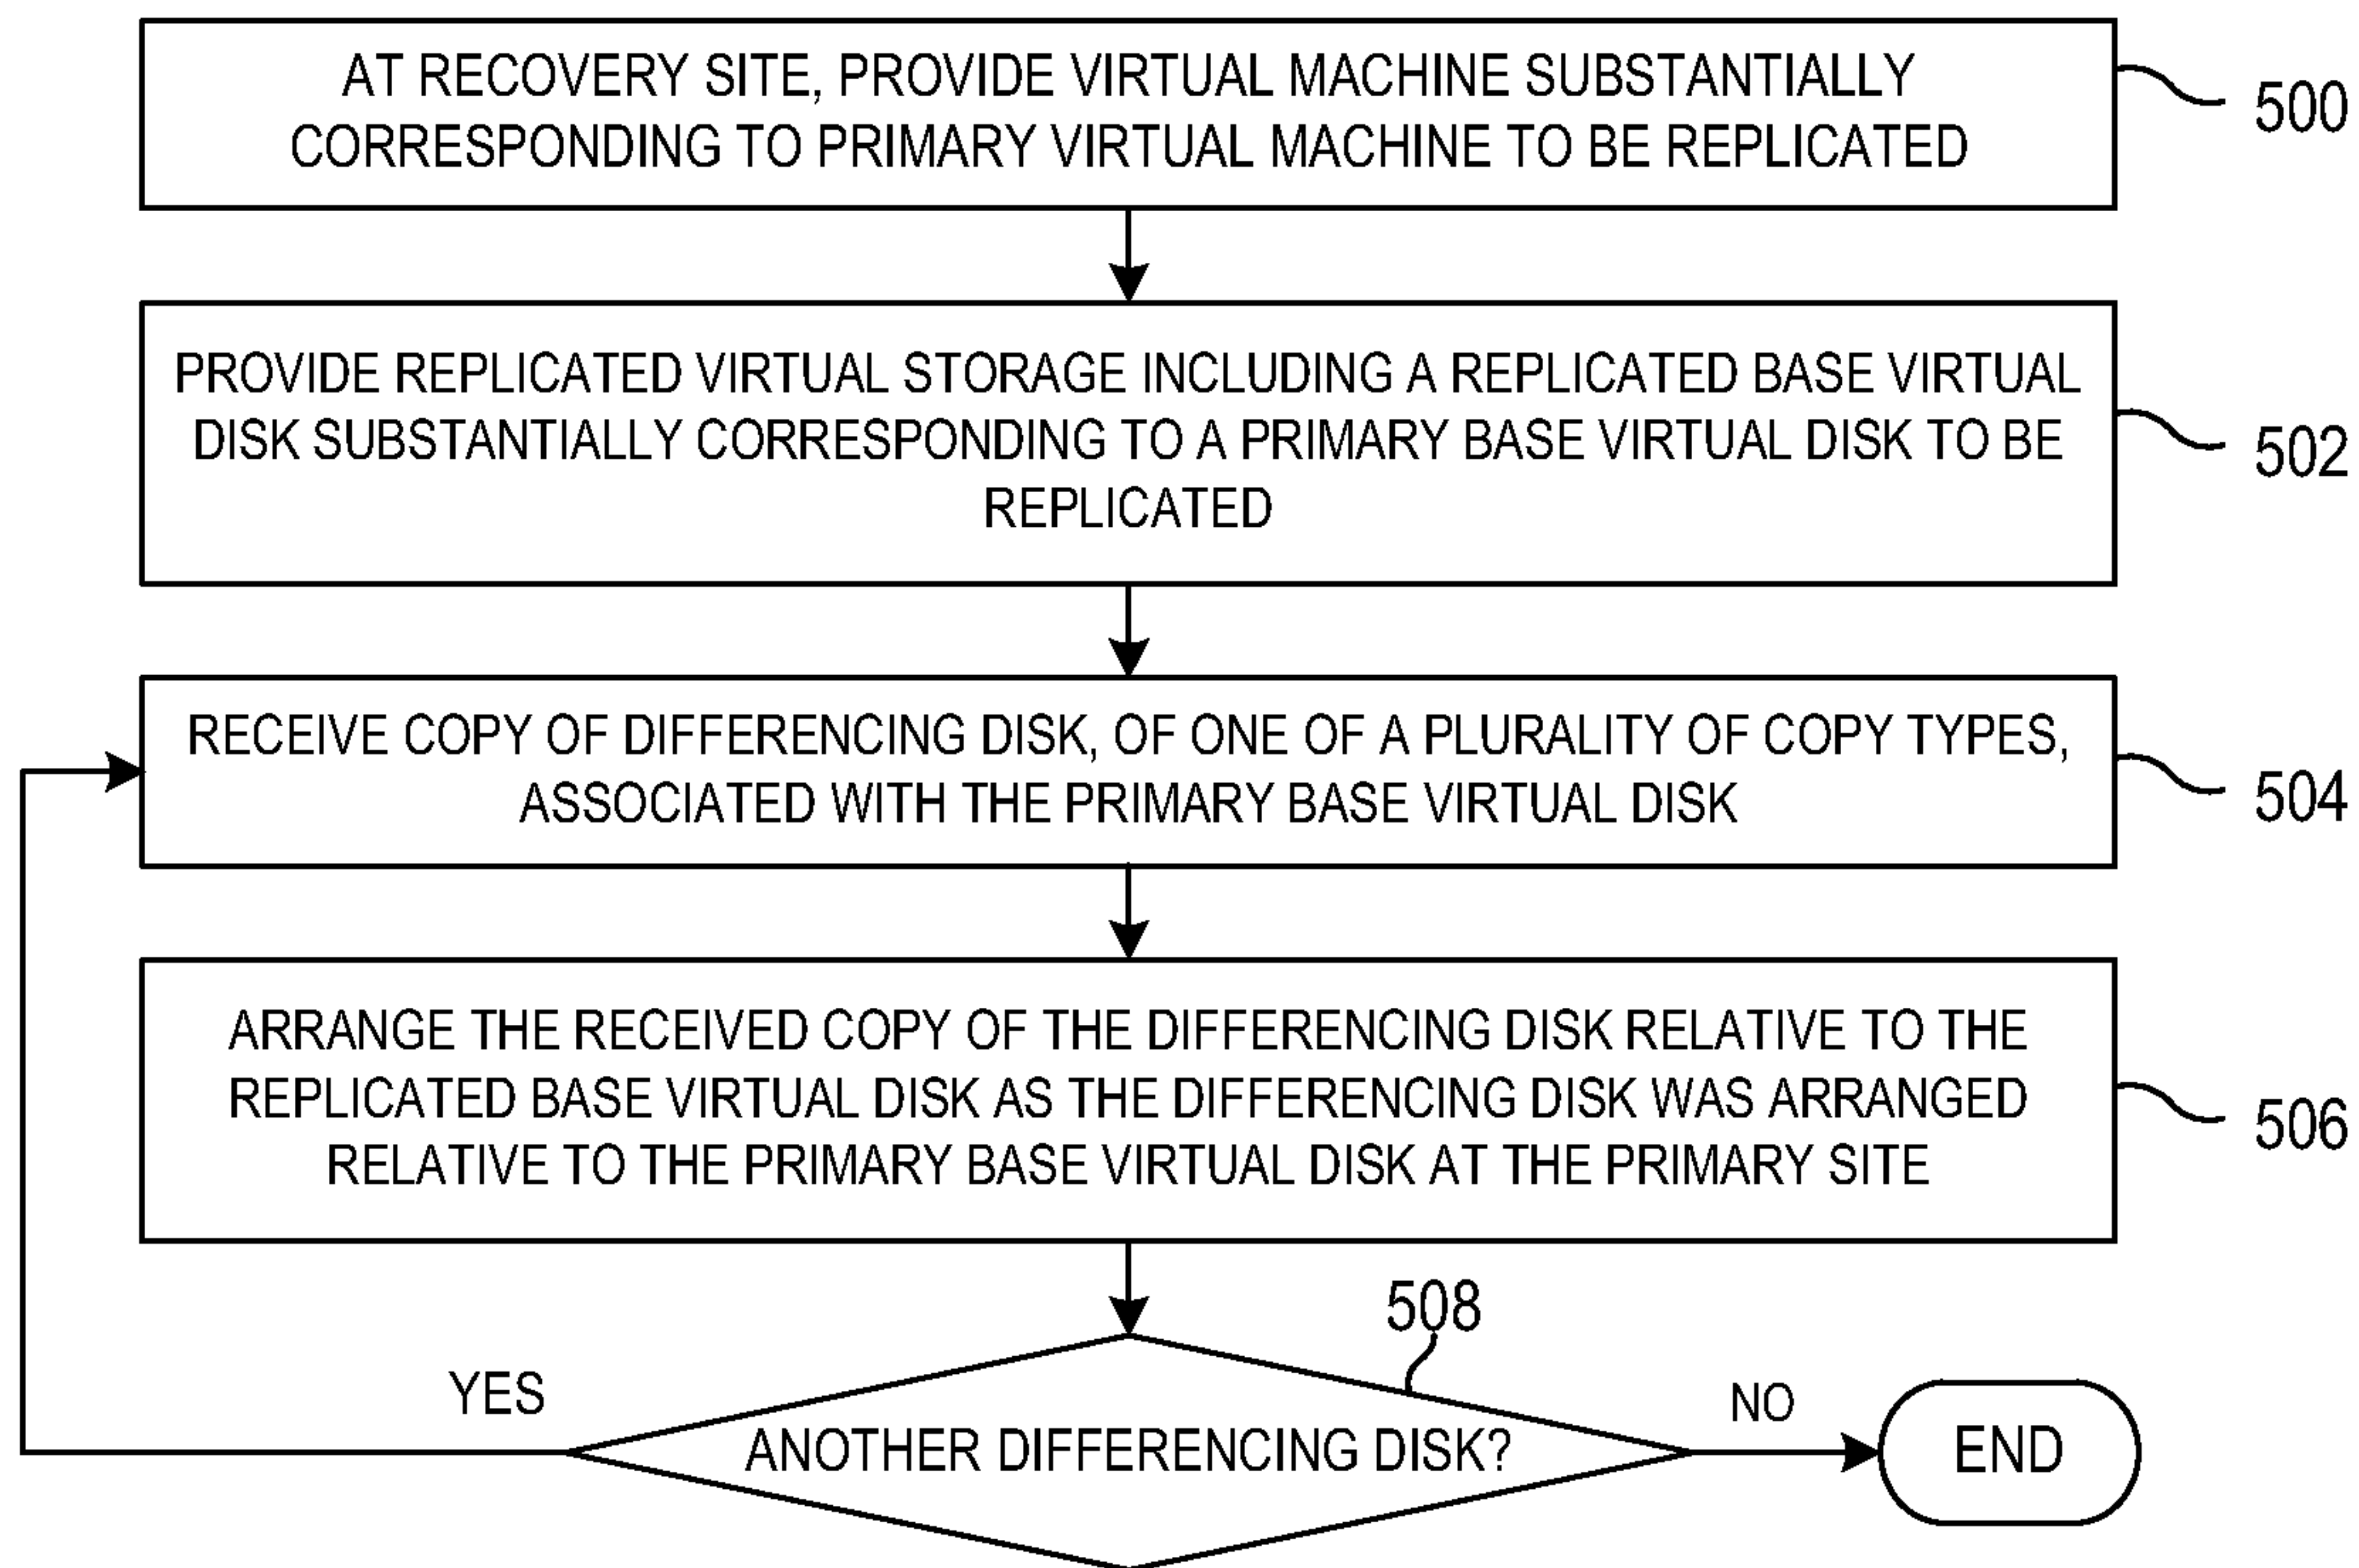 AT RECOVERY SITE, PROVIDE VIRTUAL MACHINE SUBSTANTIALLY
CORRESPONDING TO PRIMARY VIRTUAL MACHINE TO BE REPLICATED
500
PROVIDE REPLICATED VIRTUAL STORAGE INCLUDING A REPLICATED BASE VIRTUAL
DISK SUBSTANTIALLY CORRESPONDING TO A PRIMARY BASE VIRTUAL DISK TO BE
REPLICATED
502
RECEIVE COPY OF DIFFERENCING DISK, OF ONE OF A PLURALITY OF COPY TYPES,
ASSOCIATED WITH THE PRIMARY BASE VIRTUAL DISK
504
ARRANGE THE RECEIVED COPY OF THE DIFFERENCING DISK RELATIVE TO THE
REPLICATED BASE VIRTUAL DISK AS THE DIFFERENCING DISK WAS ARRANGED
RELATIVE TO THE PRIMARY BASE VIRTUAL DISK AT THE PRIMARY SITE
506
508
YES
ANOTHER DIFFERENCING DISK?
NO
END